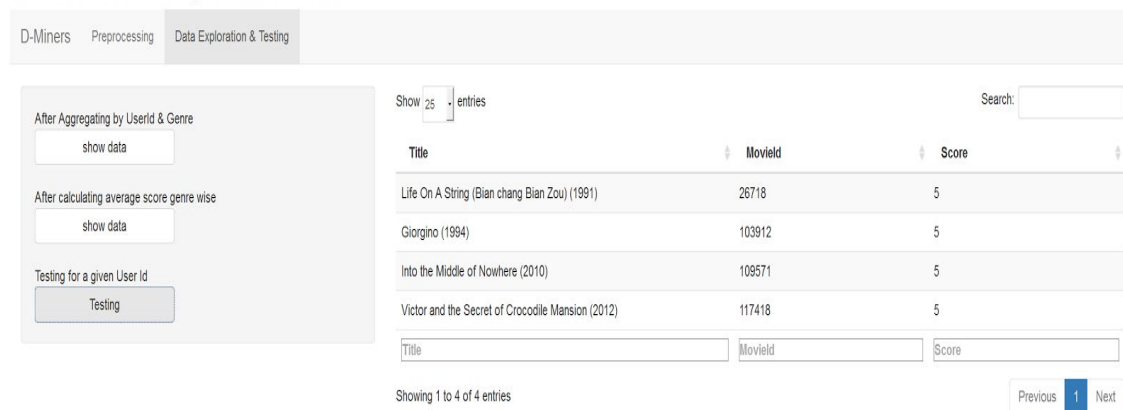 D-Miners Preprocessing Data Exploration & Testing
After Aggregating by UserId & Genre
show data
After calculating average score genre wise
show data
Testing for a given User Id
Testing
Show 25 entries
Search:
Title MovieId Score
Life On A String (Bian chang Bian Zou) (1991) 26718 5
Giorgino (1994) 103912 5
Into the Middle of Nowhere (2010) 109571 5
Victor and the Secret of Crocodile Mansion (2012) 117418 5
Title MovieId Score
Showing 1 to 4 of 4 entries
Previous 1 Next